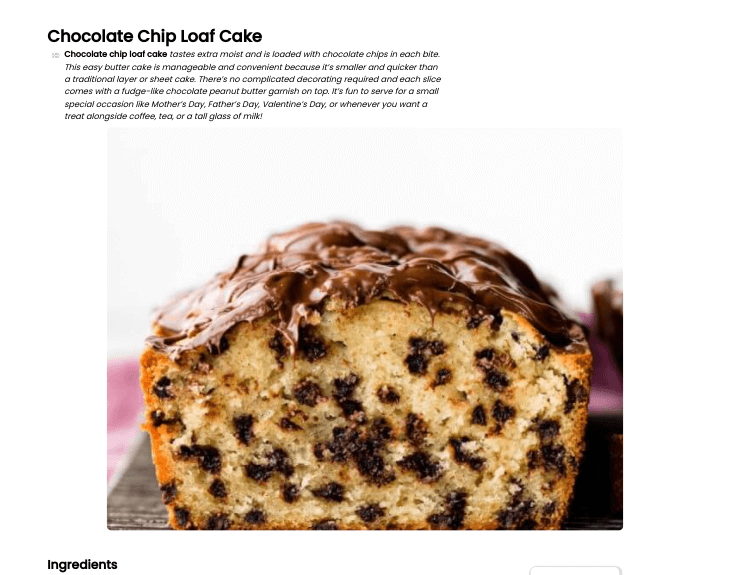 Chocolate Chip Loaf Cake
Chocolate chip loaf cake tastes extra moist and is loaded with chocolate chips in each bite.
This easy butter cake is manageable and convenient because it's smaller and quicker than
a traditional layer or sheet cake. There's no complicated decorating required and each slice
comes with a fudge-like chocolate peanut butter garnish on top. It's fun to serve for a small
special occasion like Mother's Day, Father's Day, Valentine's Day, or whenever you want a
treat alongside coffee, tea, or a tall glass of milk!
Ingredients